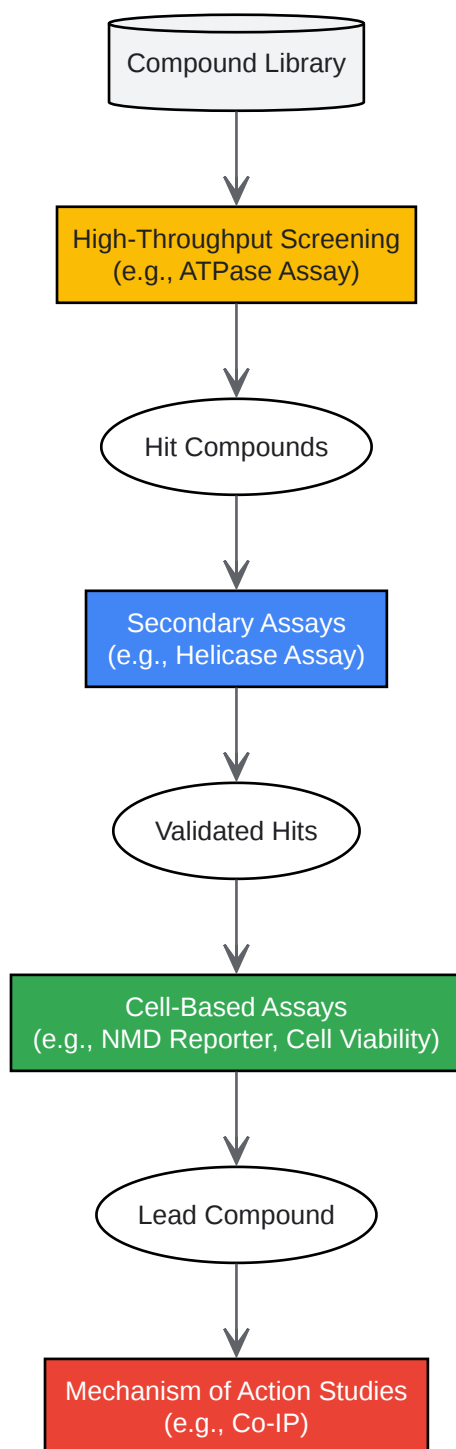 Compound Library
High-Throughput Screening
(e.g., ATPase Assay)
Hit Compounds
Secondary Assays
(e.g., Helicase Assay)
Validated Hits
Cell-Based Assays
(e.g., NMD Reporter, Cell Viability)
Lead Compound
Mechanism of Action Studies
(e.g., Co-IP)